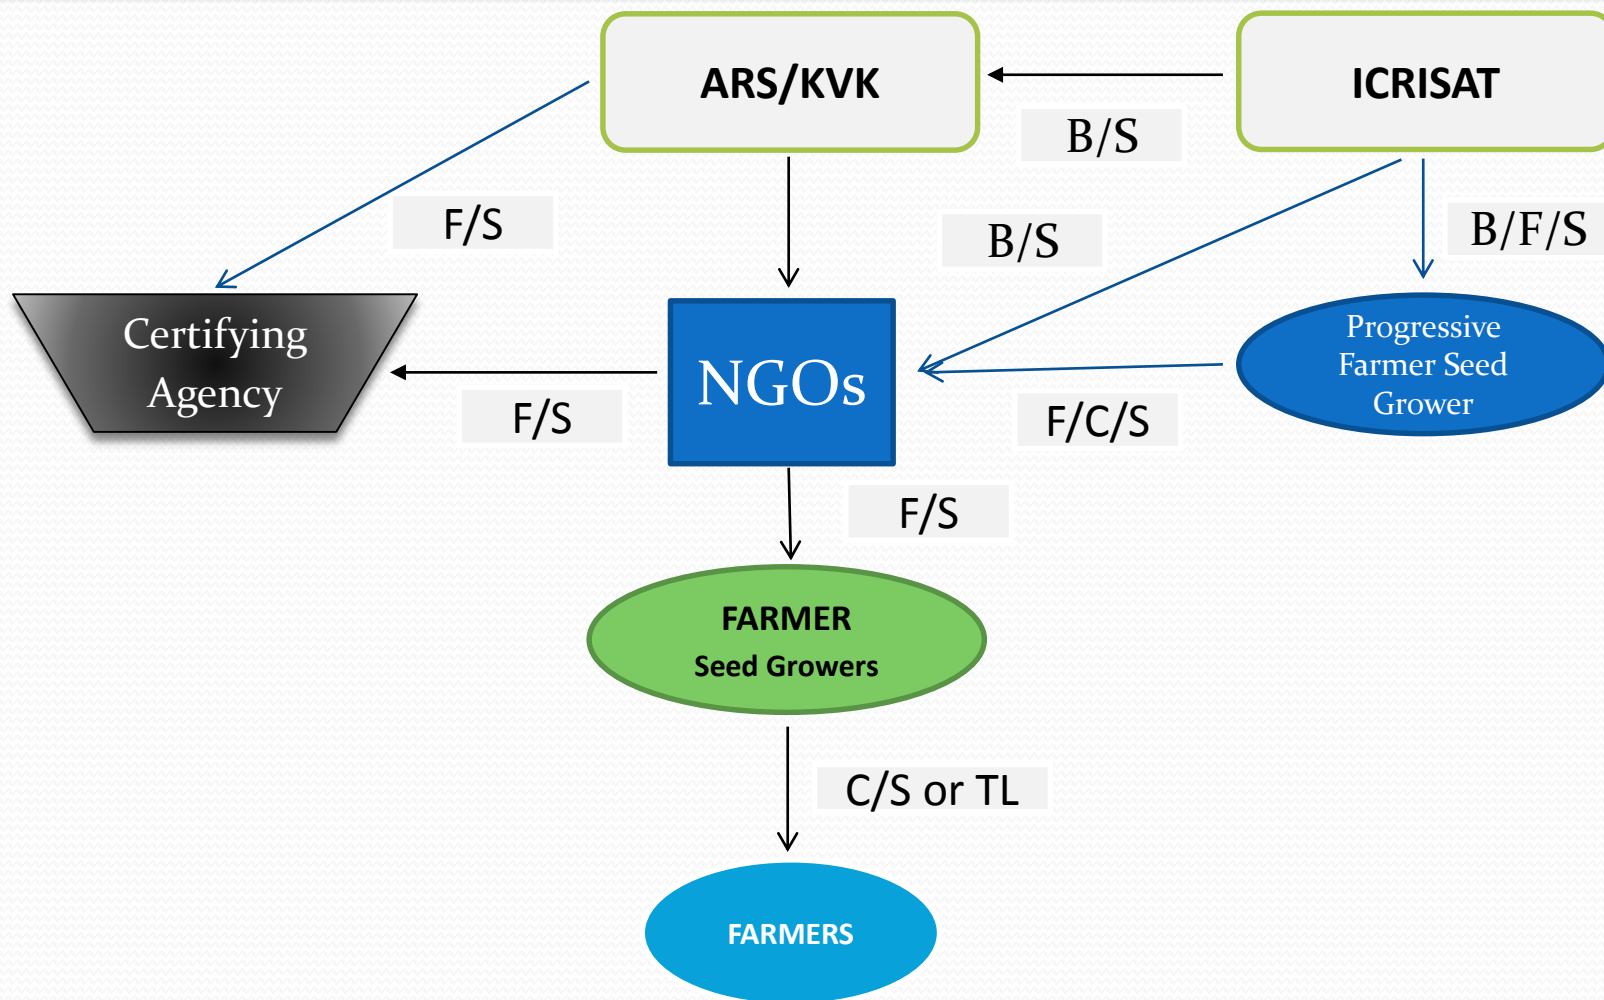 ARS/KVK
ICRISAT
B/S
F/S
B/S
B/F/S
Certifying
Agency
NGOs
Progressive
Farmer Seed
Grower
F/S
F/C/S
F/S
FARMER
Seed Growers
C/S or TL
FARMERS